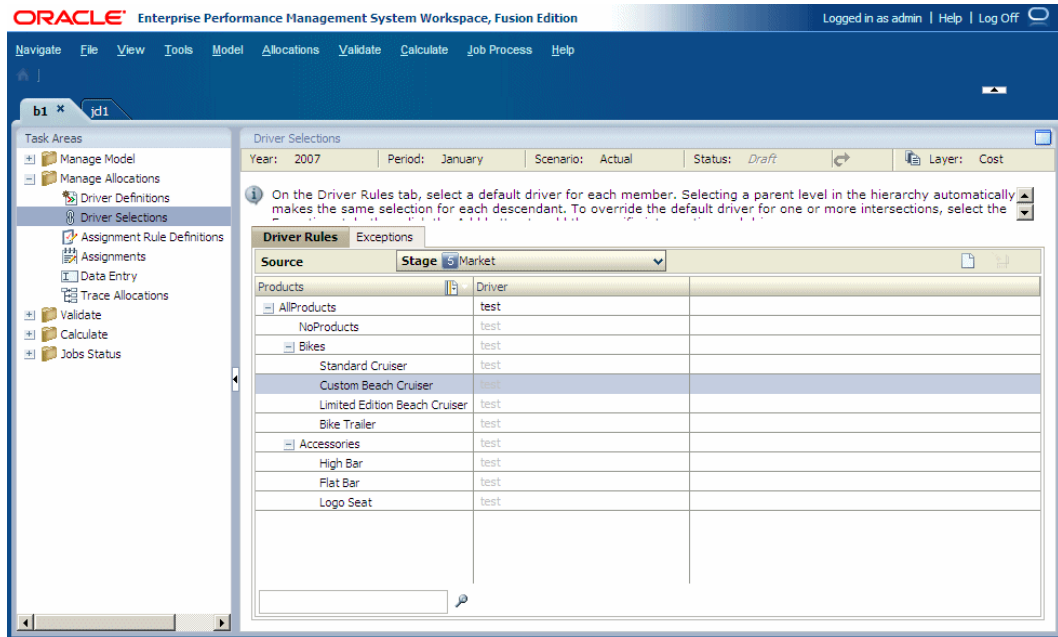 ORACLE Enterprise Performance Management System Workspace, Fusion Edition Logged in as admin | Help | Log Off
Navigate File View Tools Model Allocations Validate Calculate Job Process Help
b1 jd1
Task Areas
Manage Model
Manage Allocations
Driver Definitions
Driver Selections
Assignment Rule Definitions
Assignments
Data Entry
Trace Allocations
Validate
Calculate
Jobs Status
Driver Selections
Year: 2007 Period: January Scenario: Actual Status: Draft Layer: Cost
On the Driver Rules tab, select a default driver for each member. Selecting a parent level in the hierarchy automatically
makes the same selection for each descendant. To override the default driver for one or more intersections, select the
Driver Rules Exceptions
Source Stage 5 Market
Products Driver
AllProducts test
NoProducts test
Bikes test
Standard Cruiser test
Custom Beach Cruiser test
Limited Edition Beach Cruiser test
Bike Trailer test
Accessories test
High Bar test
Flat Bar test
Logo Seat test